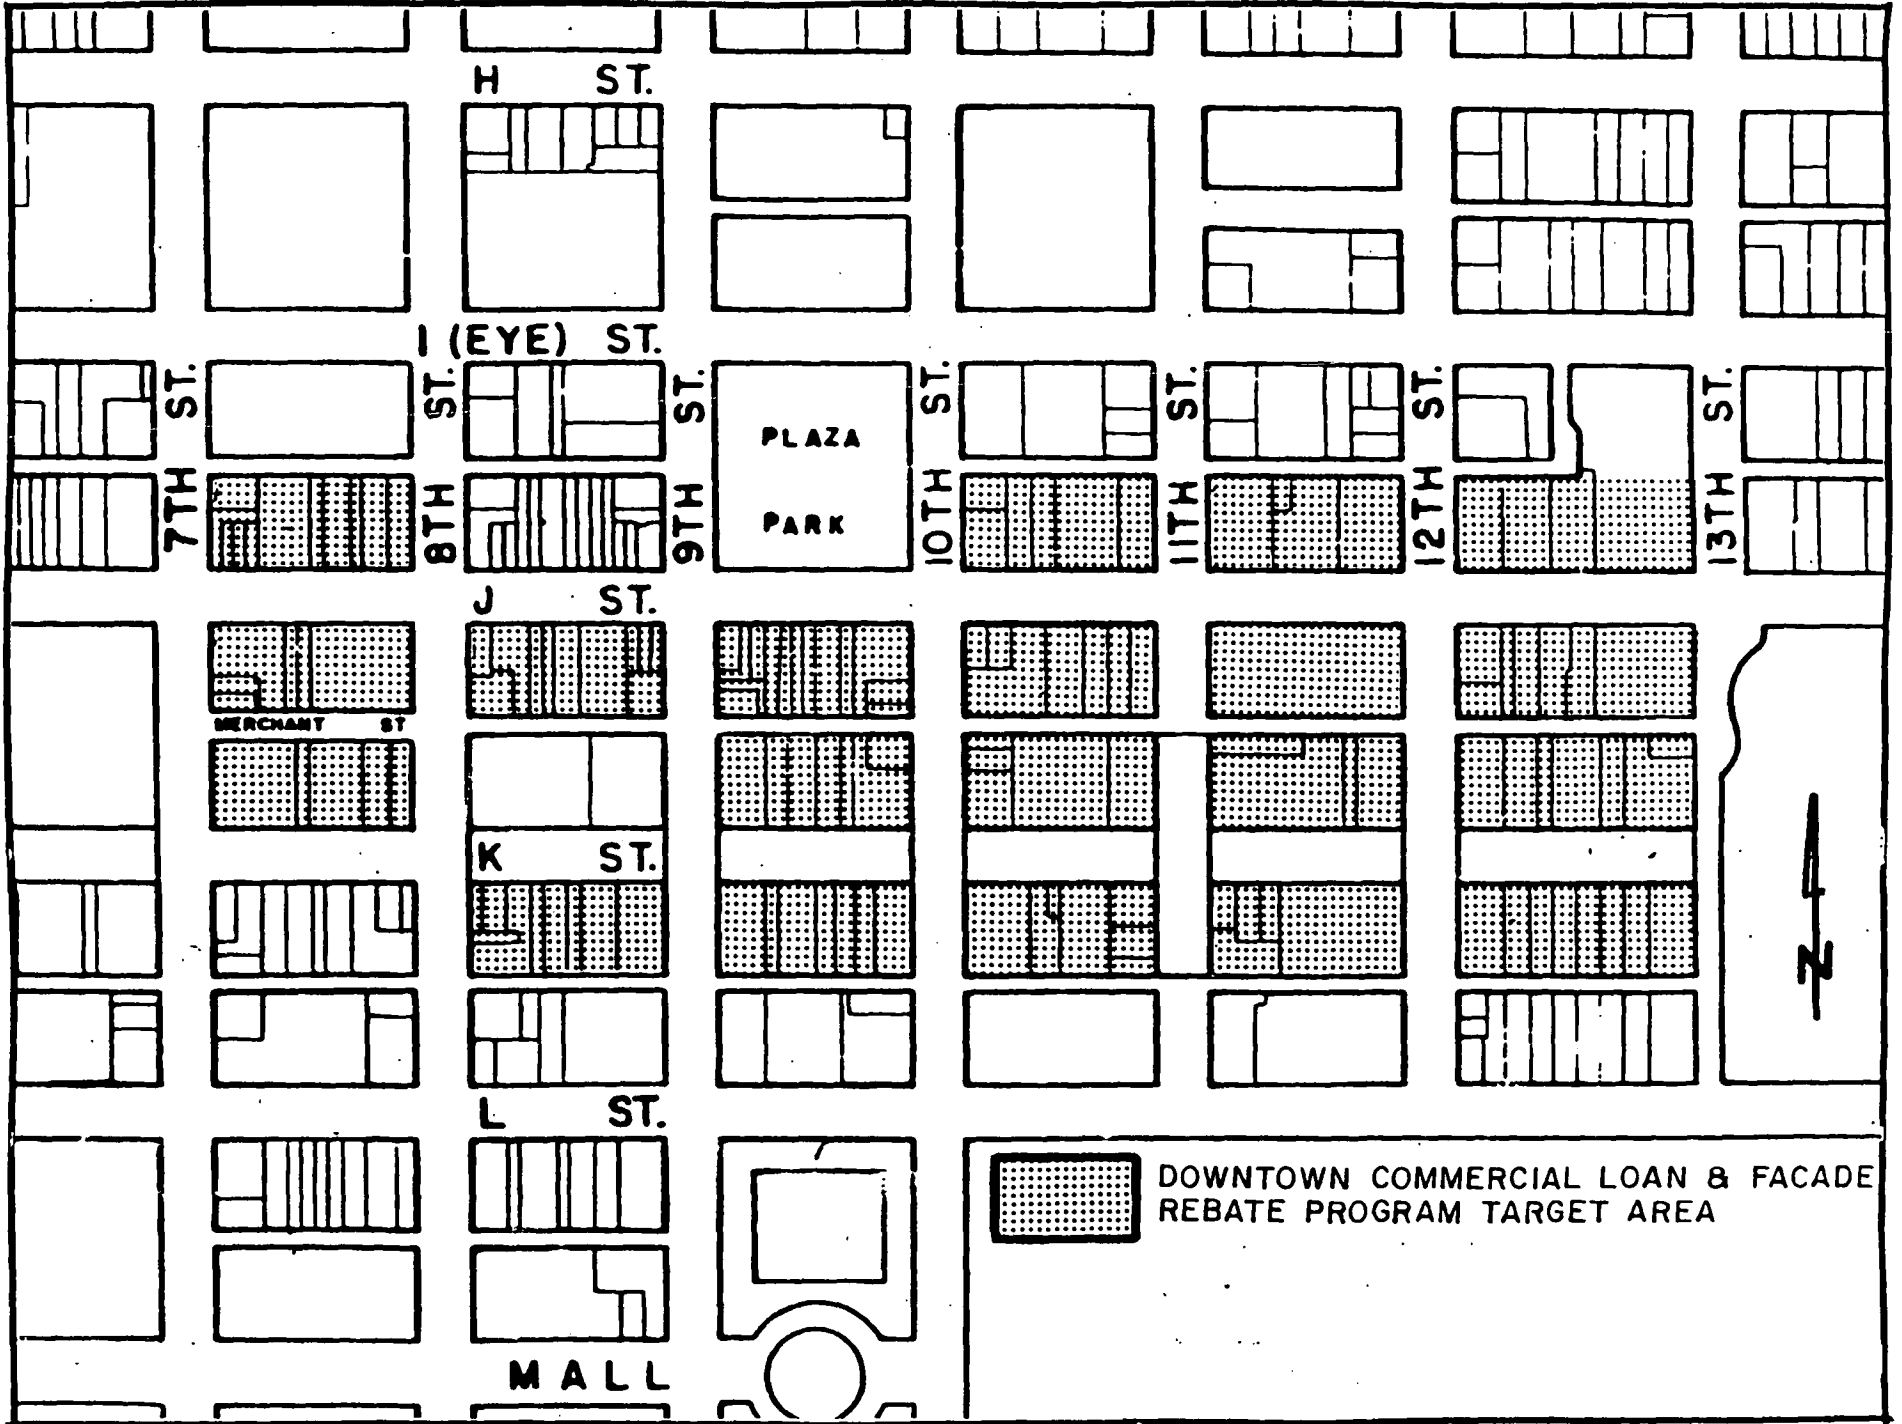 H ST.
I (EYE) ST.
7TH ST.
8TH ST.
9TH ST.
PLAZA
PARK
10TH ST.
11TH ST.
12TH ST.
13TH ST.
J ST.
MERCHANT ST
K ST.
N
L ST.
DOWNTOWN COMMERCIAL LOAN & FACADE
REBATE PROGRAM TARGET AREA
MALL